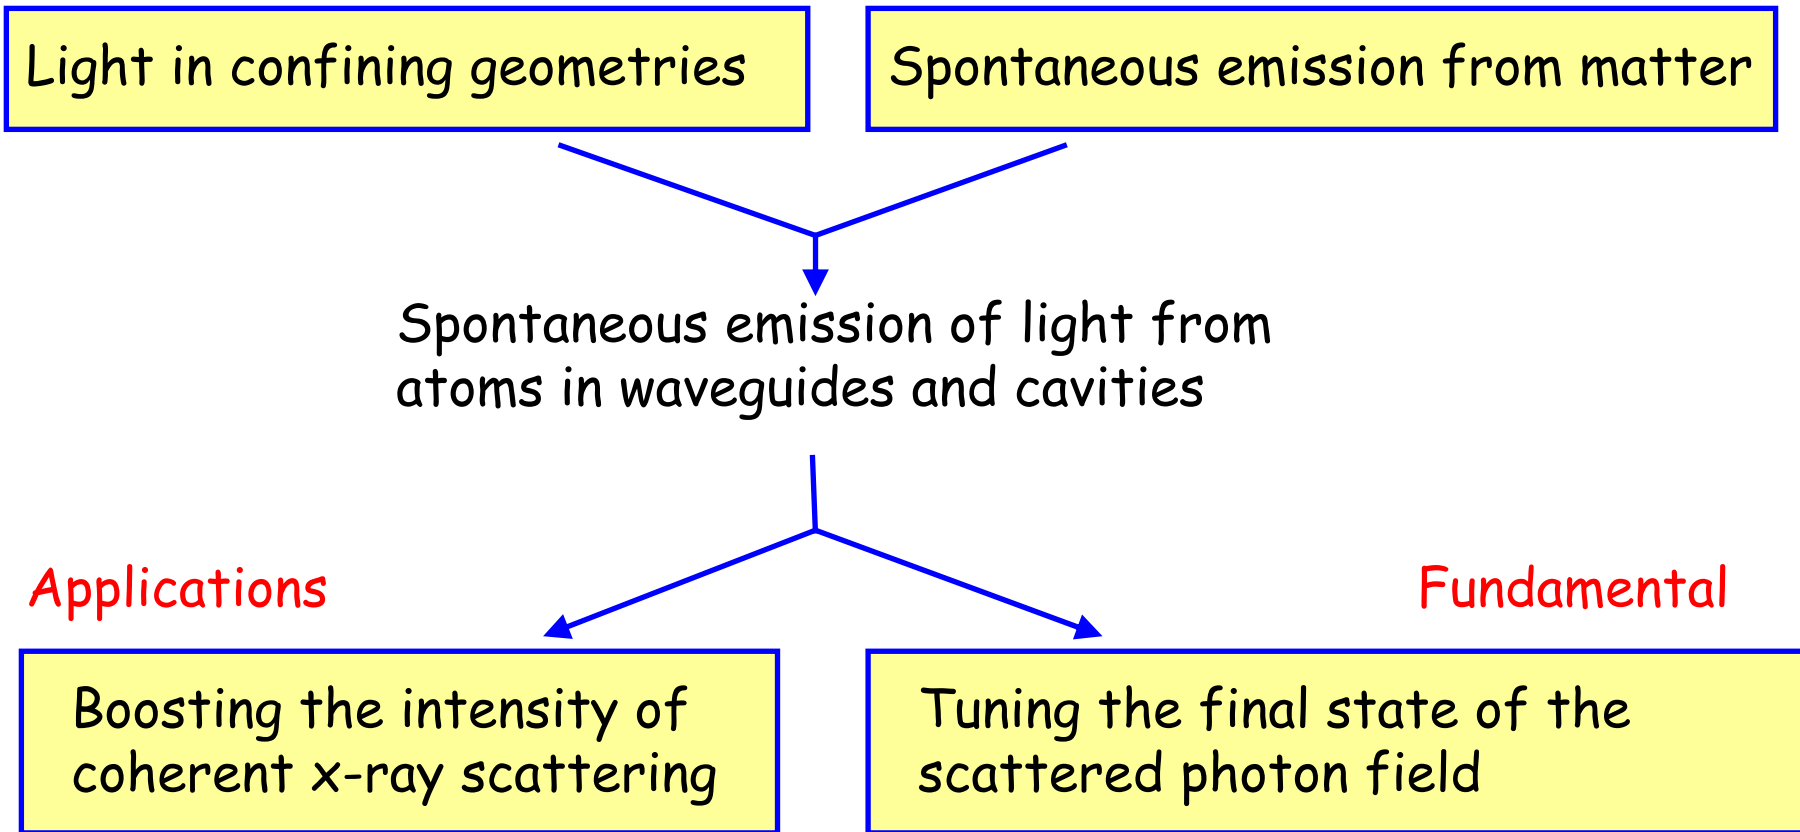 Light in confining geometries
Spontaneous emission from matter
Spontaneous emission of light from
atoms in waveguides and cavities
Applications
Fundamental
Boosting the intensity of
coherent x-ray scattering
Tuning the final state of the
scattered photon field